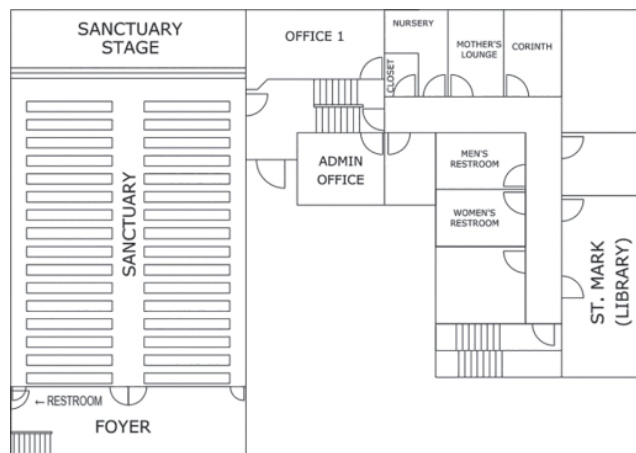 SANCTUARY
STAGE
OFFICE 1
NURSERY
CLOSET
MOTHER'S
LOUNGE
CORINTH
SANCTUARY
ADMIN
OFFICE
MEN'S
RESTROOM
WOMEN'S
RESTROOM
ST. MARK
(LIBRARY)
← RESTROOM
FOYER